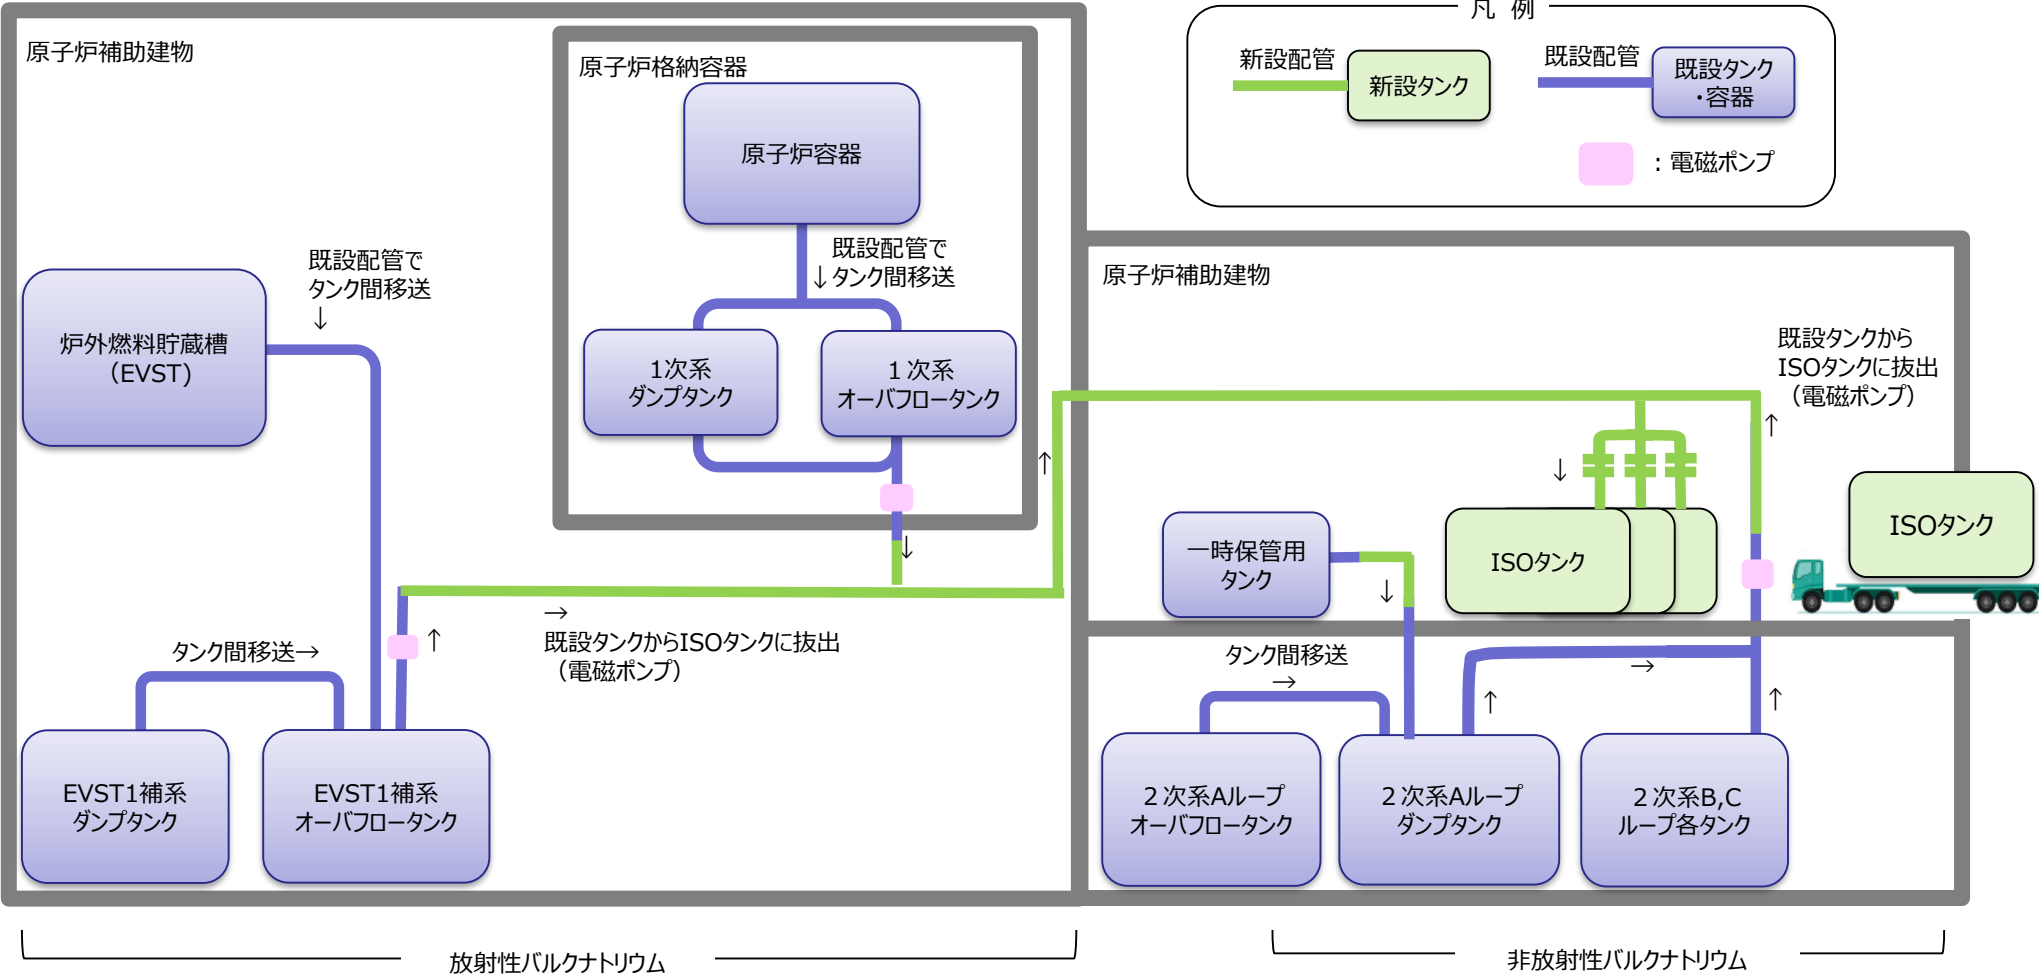 凡 例
新設配管
新設タンク
既設配管
既設タンク
・容器
：電磁ポンプ
原子炉補助建物
原子炉格納容器
原子炉容器
既設配管で
↓タンク間移送
既設配管で
タンク間移送
↓
炉外燃料貯蔵槽
（EVST）
1次系
ダンプタンク
１次系
オーバフロータンク
↑
↓
→
既設タンクからISOタンクに抜出
（電磁ポンプ）
↑
タンク間移送→
EVST1補系
ダンプタンク
EVST1補系
オーバフロータンク
原子炉補助建物
既設タンクから
ISOタンクに抜出
（電磁ポンプ）
↑
↓
ISOタンク
ISOタンク
一時保管用
タンク
↓
タンク間移送
→
→
↑
↑
２次系Aループ
オーバフロータンク
２次系Aループ
ダンプタンク
２次系B,C
ループ各タンク
放射性バルクナトリウム
非放射性バルクナトリウム